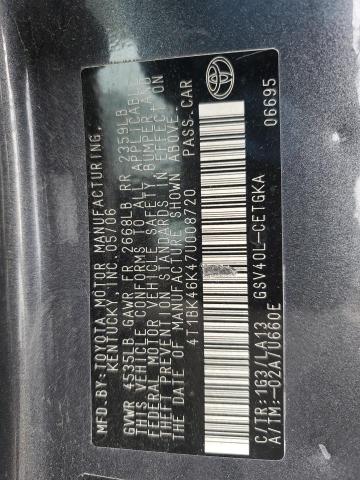 MFD.BY:TOYOTA MOTOR MANUFACTURING,
KENTUCKY, INC. 05/06
GVWR 4535LB GAWR FR 2668LB RR 2359LB
THIS VEHICLE CONFORMS TO ALL APPLICABLE
FEDERAL MOTOR VEHICLE SAFETY, BUMPER, AND
THEFT PREVENTION STANDARDS IN EFFECT ON
THE DATE OF MANUFACTURE SHOWN ABOVE.
4T1BK46K47U008720 PASS.CAR
C/TR:1G3/LA13 GSV40L-CETGKA
A/TM:-02A/U660E 06695